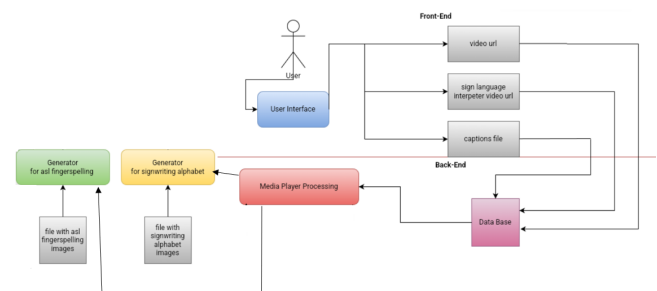 Front-End
video url
User
sign language
interpeter video url
User Interface
captions file
Back-End
Generator
for asl fingerspelling
Generator
for signwriting alphabet
Media Player Processing
Data Base
file with asl
fingerspelling
images
file with
signwriting
alphabet
images